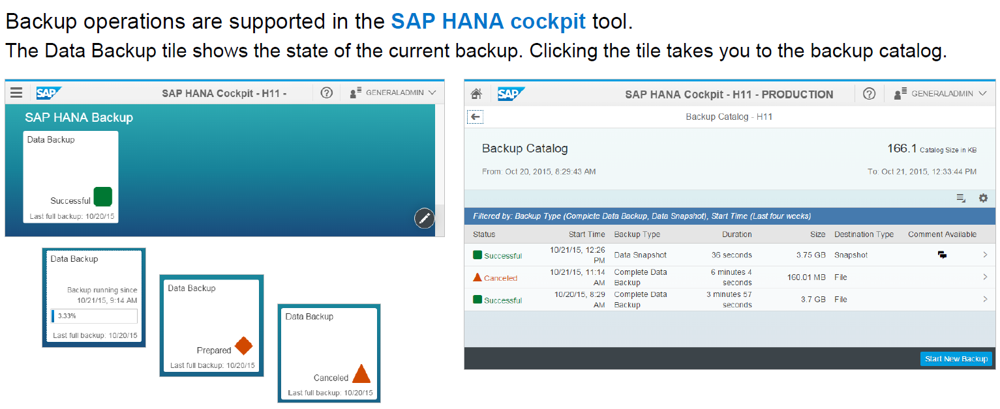 Backup operations are supported in the SAP HANA cockpit tool.
The Data Backup tile shows the state of the current backup. Clicking the tile takes you to the backup catalog.
SAP
SAP HANA Cockpit - H11 -
?
GENERALADMIN
SAP HANA Backup
Data Backup
Successful
Last full backup: 10/20/15
Data Backup
Backup running since
10/21/15, 9:14 AM
3.33%
Last full backup: 10/20/15
Data Backup
Prepared
Last full backup: 10/20/15
Data Backup
Canceled
Last full backup: 10/20/15
SAP
SAP HANA Cockpit - H11 - PRODUCTION
?
GENERALADMIN
Backup Catalog - H11
Backup Catalog
166.1 Catalog Size in KB
From: Oct 20, 2015, 8:29:43 AM
To: Oct 21, 2015, 12:33:44 PM
Filtered by: Backup Type (Complete Data Backup, Data Snapshot), Start Time (Last four weeks)
Status Start Time Backup Type Duration Size Destination Type Comment Available
Successful 10/21/15, 12:26 PM Data Snapshot 36 seconds 3.75 GB Snapshot
Canceled 10/21/15, 11:14 AM Complete Data Backup 6 minutes 4 seconds 160.01 MB File
Successful 10/20/15, 8:29 AM Complete Data Backup 3 minutes 57 seconds 3.7 GB File
Start New Backup